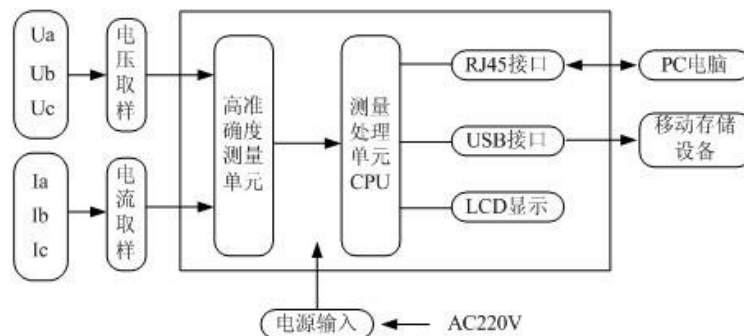 Ua
Ub
Uc
电压取样
Ia
Ib
Ic
电流取样
高准
确度
测量
单元
测量
处理
单元
CPU
RJ45接口
USB接口
LCD显示
PC电脑
移动存储
设备
电源输入
AC220V